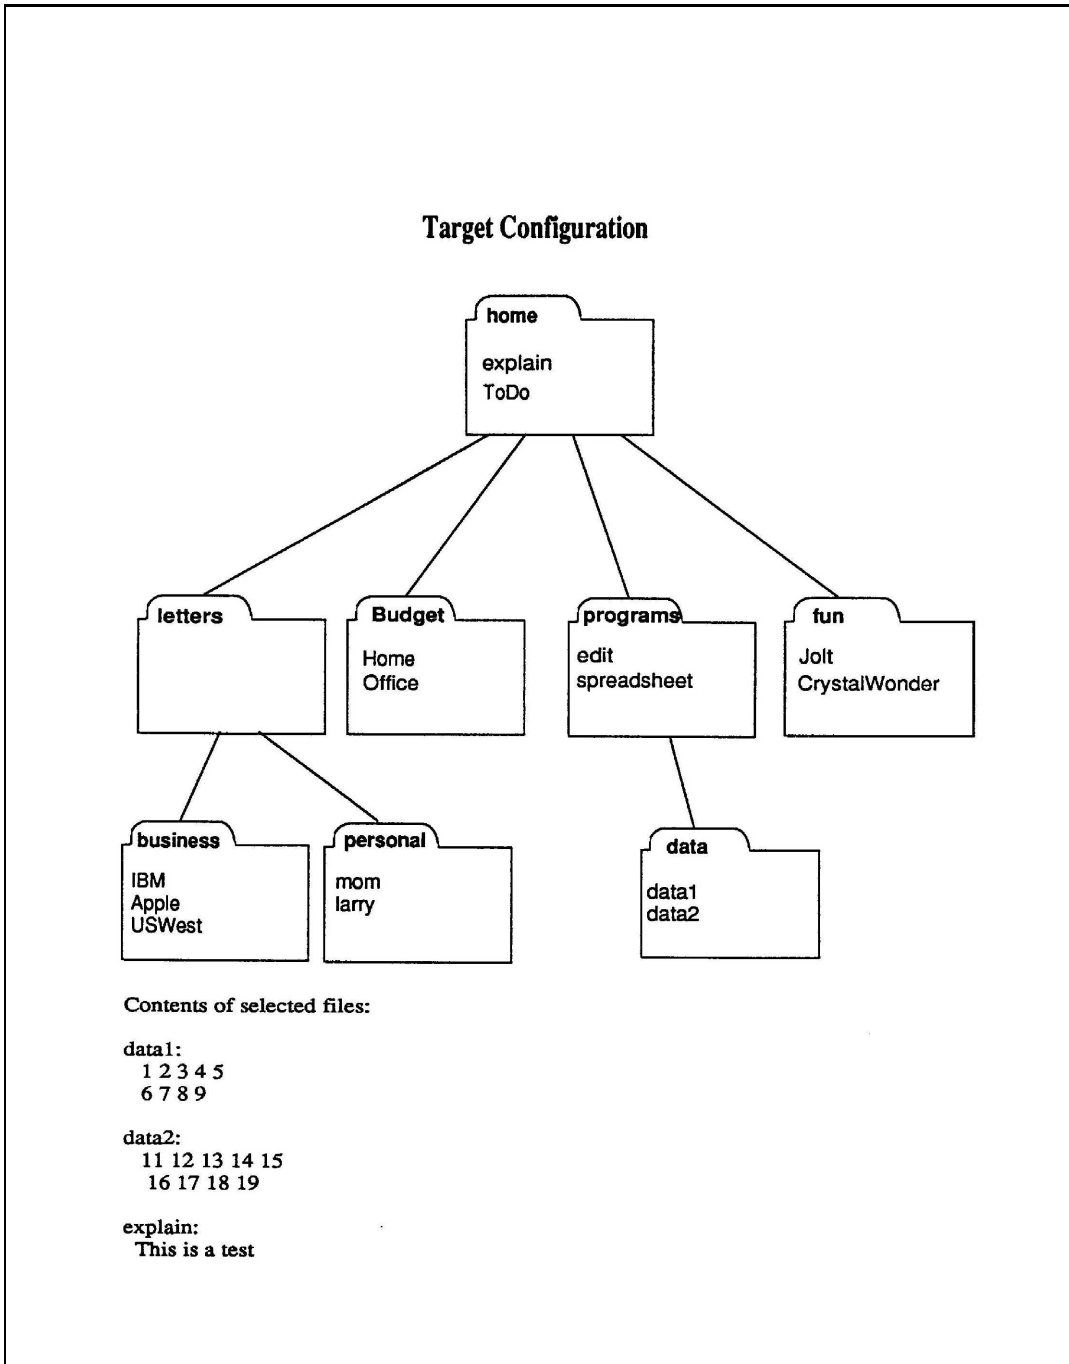 Target Configuration
home
explain
ToDo
letters
Budget
Home
Office
programs
edit
spreadsheet
fun
Jolt
CrystalWonder
business
IBM
Apple
USWest
personal
mom
larry
data
data1
data2
Contents of selected files:
data1:
1 2 3 4 5
6 7 8 9
data2:
11 12 13 14 15
16 17 18 19
explain:
This is a test